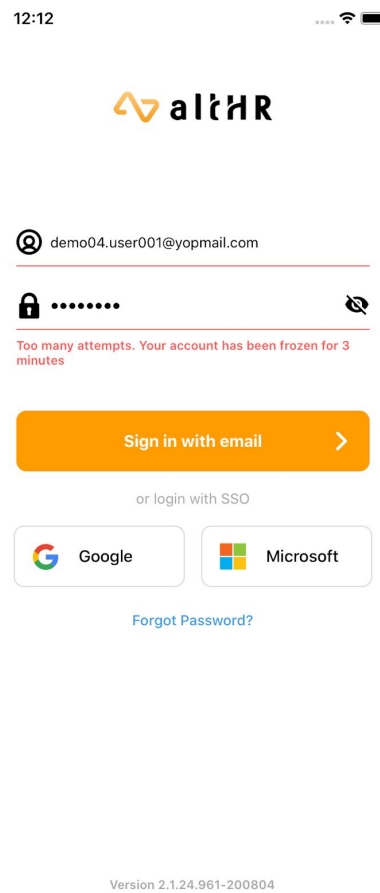 12:12
altHR
demo04.user001@yopmail.com
••••••••
Too many attempts. Your account has been frozen for 3
minutes
Sign in with email
or login with SSO
Google
Microsoft
Forgot Password?
Version 2.1.24.961-200804